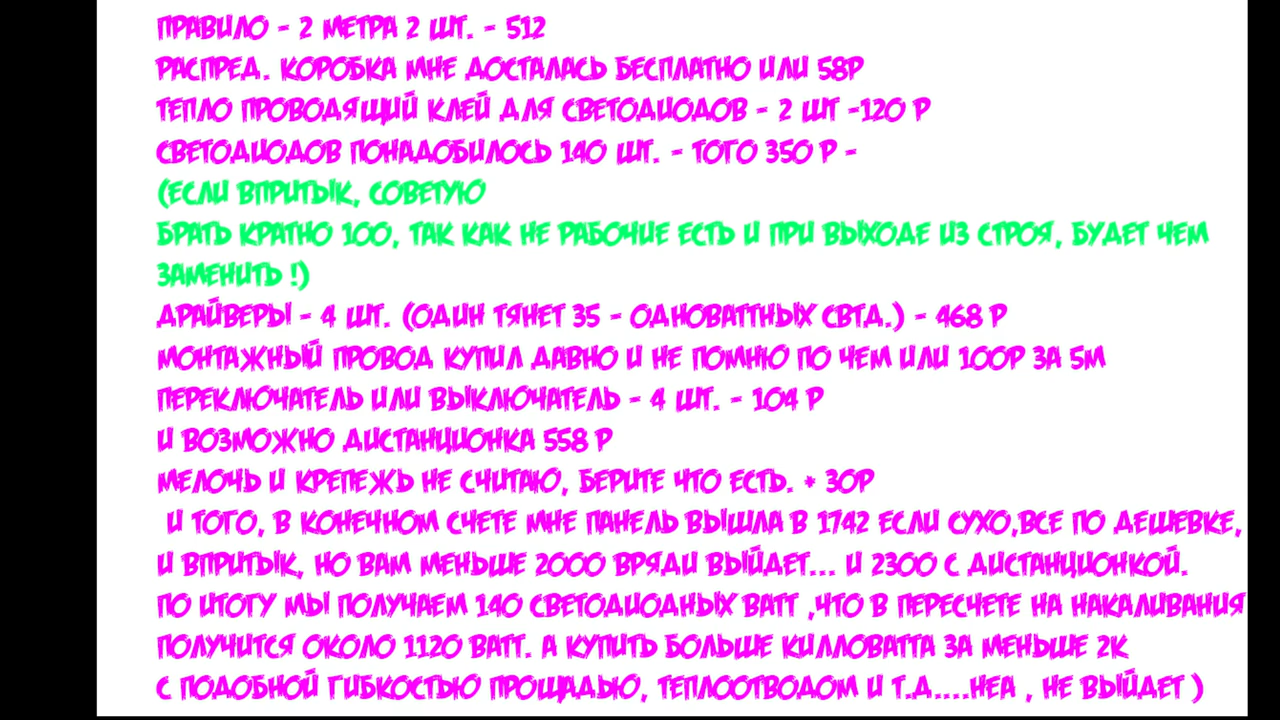 ПРАВИЛО - 2 МЕТРА 2 ШТ. - 512
РАСПРЕД. КОРОБКА МНЕ ДОСТАЛАСЬ БЕСПЛАТНО ИЛИ 58Р
ТЕПЛО ПРОВОДЯЩИЙ КЛЕЙ ДЛЯ СВЕТОДИОДОВ - 2 ШТ -120 Р
СВЕТОДИОДОВ ПОНАДОБИЛОСЬ 140 ШТ. - ТОГО 350 Р -
(ЕСЛИ ВПРИТЫК, СОВЕТУЮ
БРАТЬ КРАТНО 100, ТАК КАК НЕ РАБОЧИЕ ЕСТЬ И ПРИ ВЫХОДЕ ИЗ СТРОЯ, БУДЕТ ЧЕМ
ЗАМЕНИТЬ !)
ДРАЙВЕРЫ - 4 ШТ. (ОДИН ТЯНЕТ 35 - ОДНОВАТТНЫХ СВТД.) - 468 Р
МОНТАЖНЫЙ ПРОВОД КУПИЛ ДАВНО И НЕ ПОМНЮ ПО ЧЕМ ИЛИ 100Р ЗА 5М
ПЕРЕКЛЮЧАТЕЛЬ ИЛИ ВЫКЛЮЧАТЕЛЬ - 4 ШТ. - 104 Р
И ВОЗМОЖНО ДИСТАНЦИОНКА 558 Р
МЕЛОЧЬ И КРЕПЕЖЬ НЕ СЧИТАЮ, БЕРИТЕ ЧТО ЕСТЬ. + 30Р
И ТОГО, В КОНЕЧНОМ СЧЕТЕ МНЕ ПАНЕЛЬ ВЫШЛА В 1742 ЕСЛИ СУХО,ВСЕ ПО ДЕШЕВКЕ,
И ВПРИТЫК, НО ВАМ МЕНЬШЕ 2000 ВРЯДИ ВЫЙДЕТ... И 2300 С ДИСТАНЦИОНКОЙ.
ПО ИТОГУ МЫ ПОЛУЧАЕМ 140 СВЕТОДИОДНЫХ ВАТТ ,ЧТО В ПЕРЕСЧЕТЕ НА НАКАЛИВАНИЯ
ПОЛУЧИТСЯ ОКОЛО 1120 ВАТТ. А КУПИТЬ БОЛЬШЕ КИЛЛОВАТТА ЗА МЕНЬШЕ 2К
С ПОДОБНОЙ ГИБКОСТЬЮ ПРОЩАДЬЮ, ТЕПЛООТВОДОМ И Т.Д....НЕА , НЕ ВЫЙДЕТ )